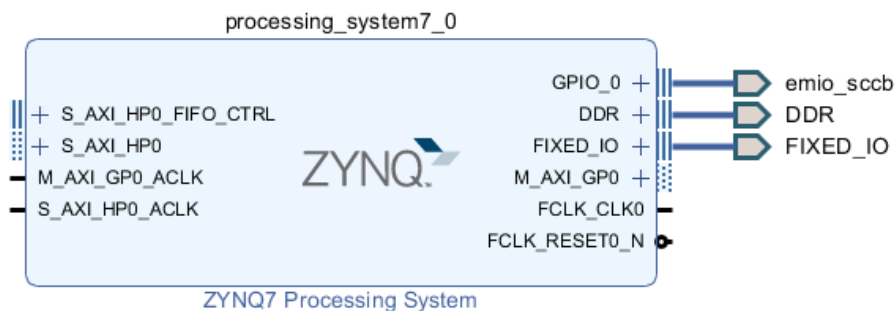 processing_system7_0
GPIO_0
emio_sccb
S_AXI_HP0_FIFO_CTRL
DDR
DDR
S_AXI_HP0
FIXED_IO
FIXED_IO
M_AXI_GP0_ACLK
M_AXI_GP0
S_AXI_HP0_ACLK
FCLK_CLK0
FCLK_RESET0_N
ZYNQ
ZYNQ7 Processing System